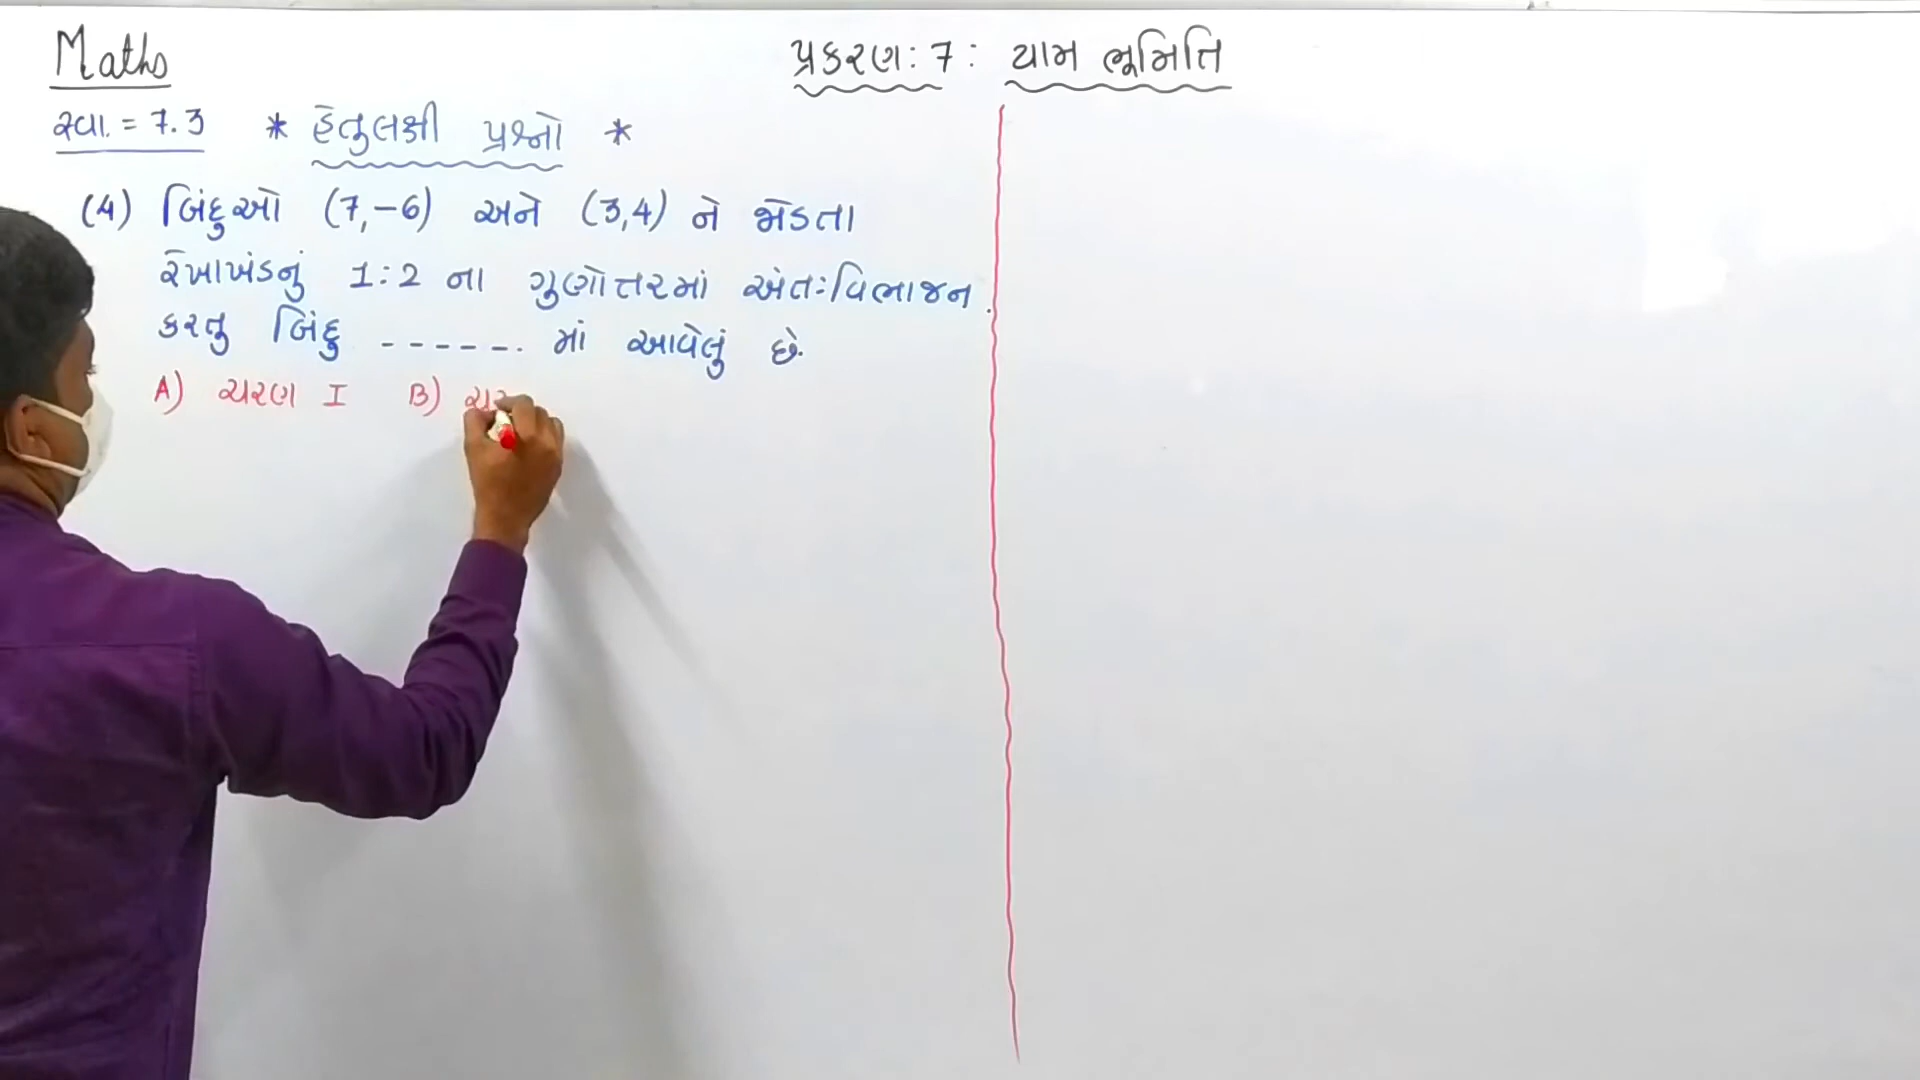 Maths
પ્રકરણ: 7: યામ ભૂમિતિ
સ્વા. = 7.3 * હેતુલક્ષી પ્રશ્નો *
(4) બિંદુઓ (7,-6) અને (3,4) ને જોડતા
રેખાખંડનું 1:2 ના ગુણોત્તરમાં અંતઃવિભાજન
કરતુ બિંદુ ------. માં આવેલું છે.
A) ચરણ I B)